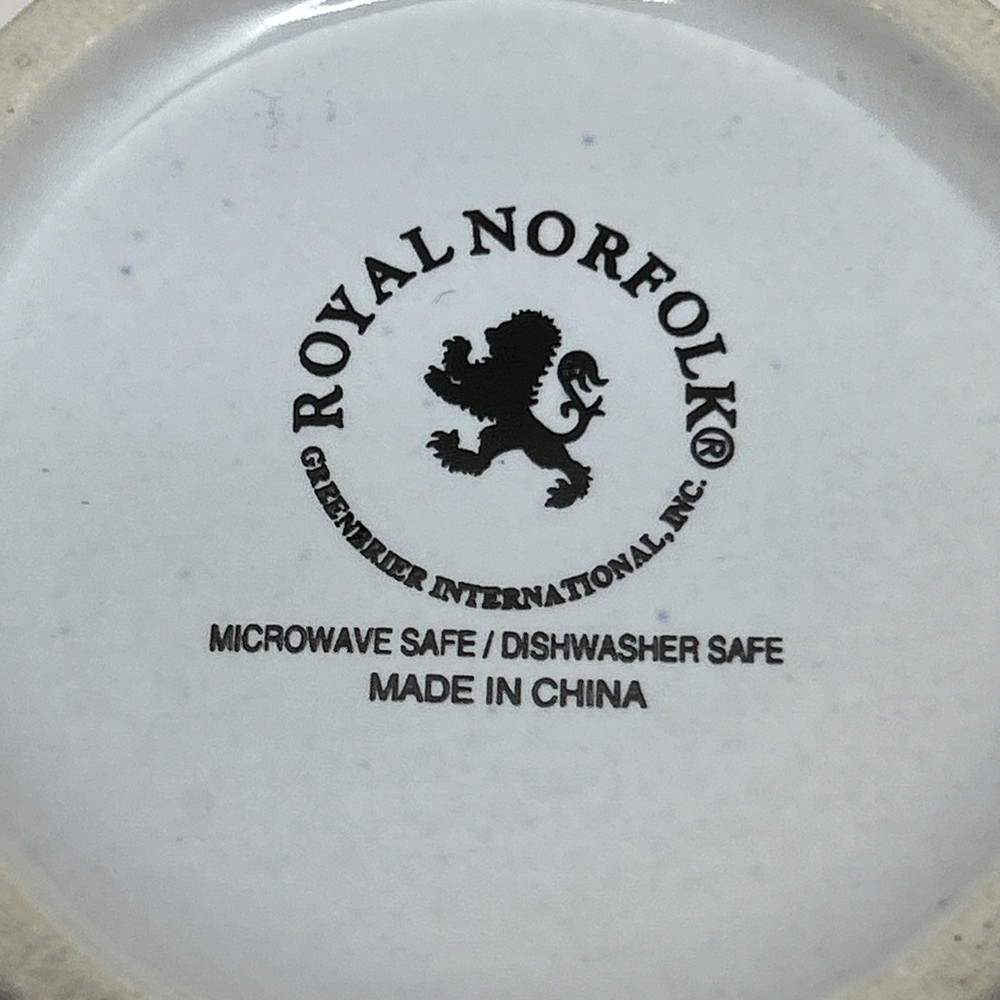 ROYAL NORFOLK®
GREENBRIER INTERNATIONAL, INC.
MICROWAVE SAFE / DISHWASHER SAFE
MADE IN CHINA